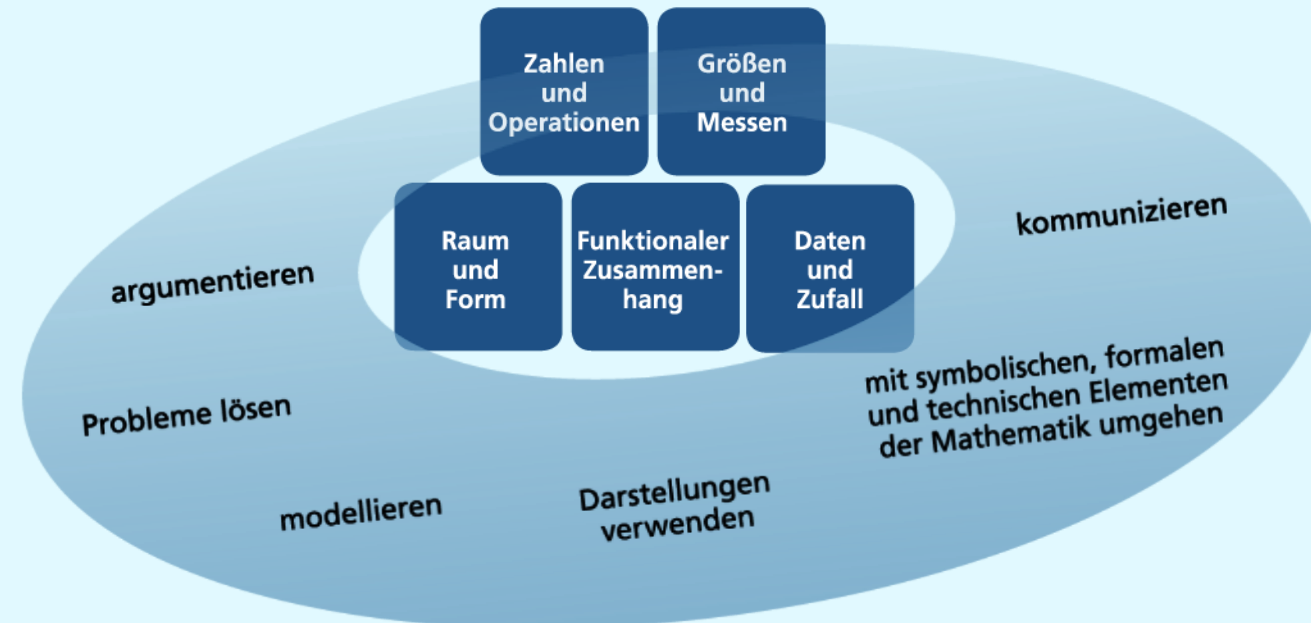 Zahlen
und
Operationen
Größen
und
Messen
Raum
und
Form
Funktionaler
Zusammen-
hang
Daten
und
Zufall
kommunizieren
argumentieren
mit symbolischen, formalen
und technischen Elementen
der Mathematik umgehen
Probleme lösen
modellieren
Darstellungen
verwenden